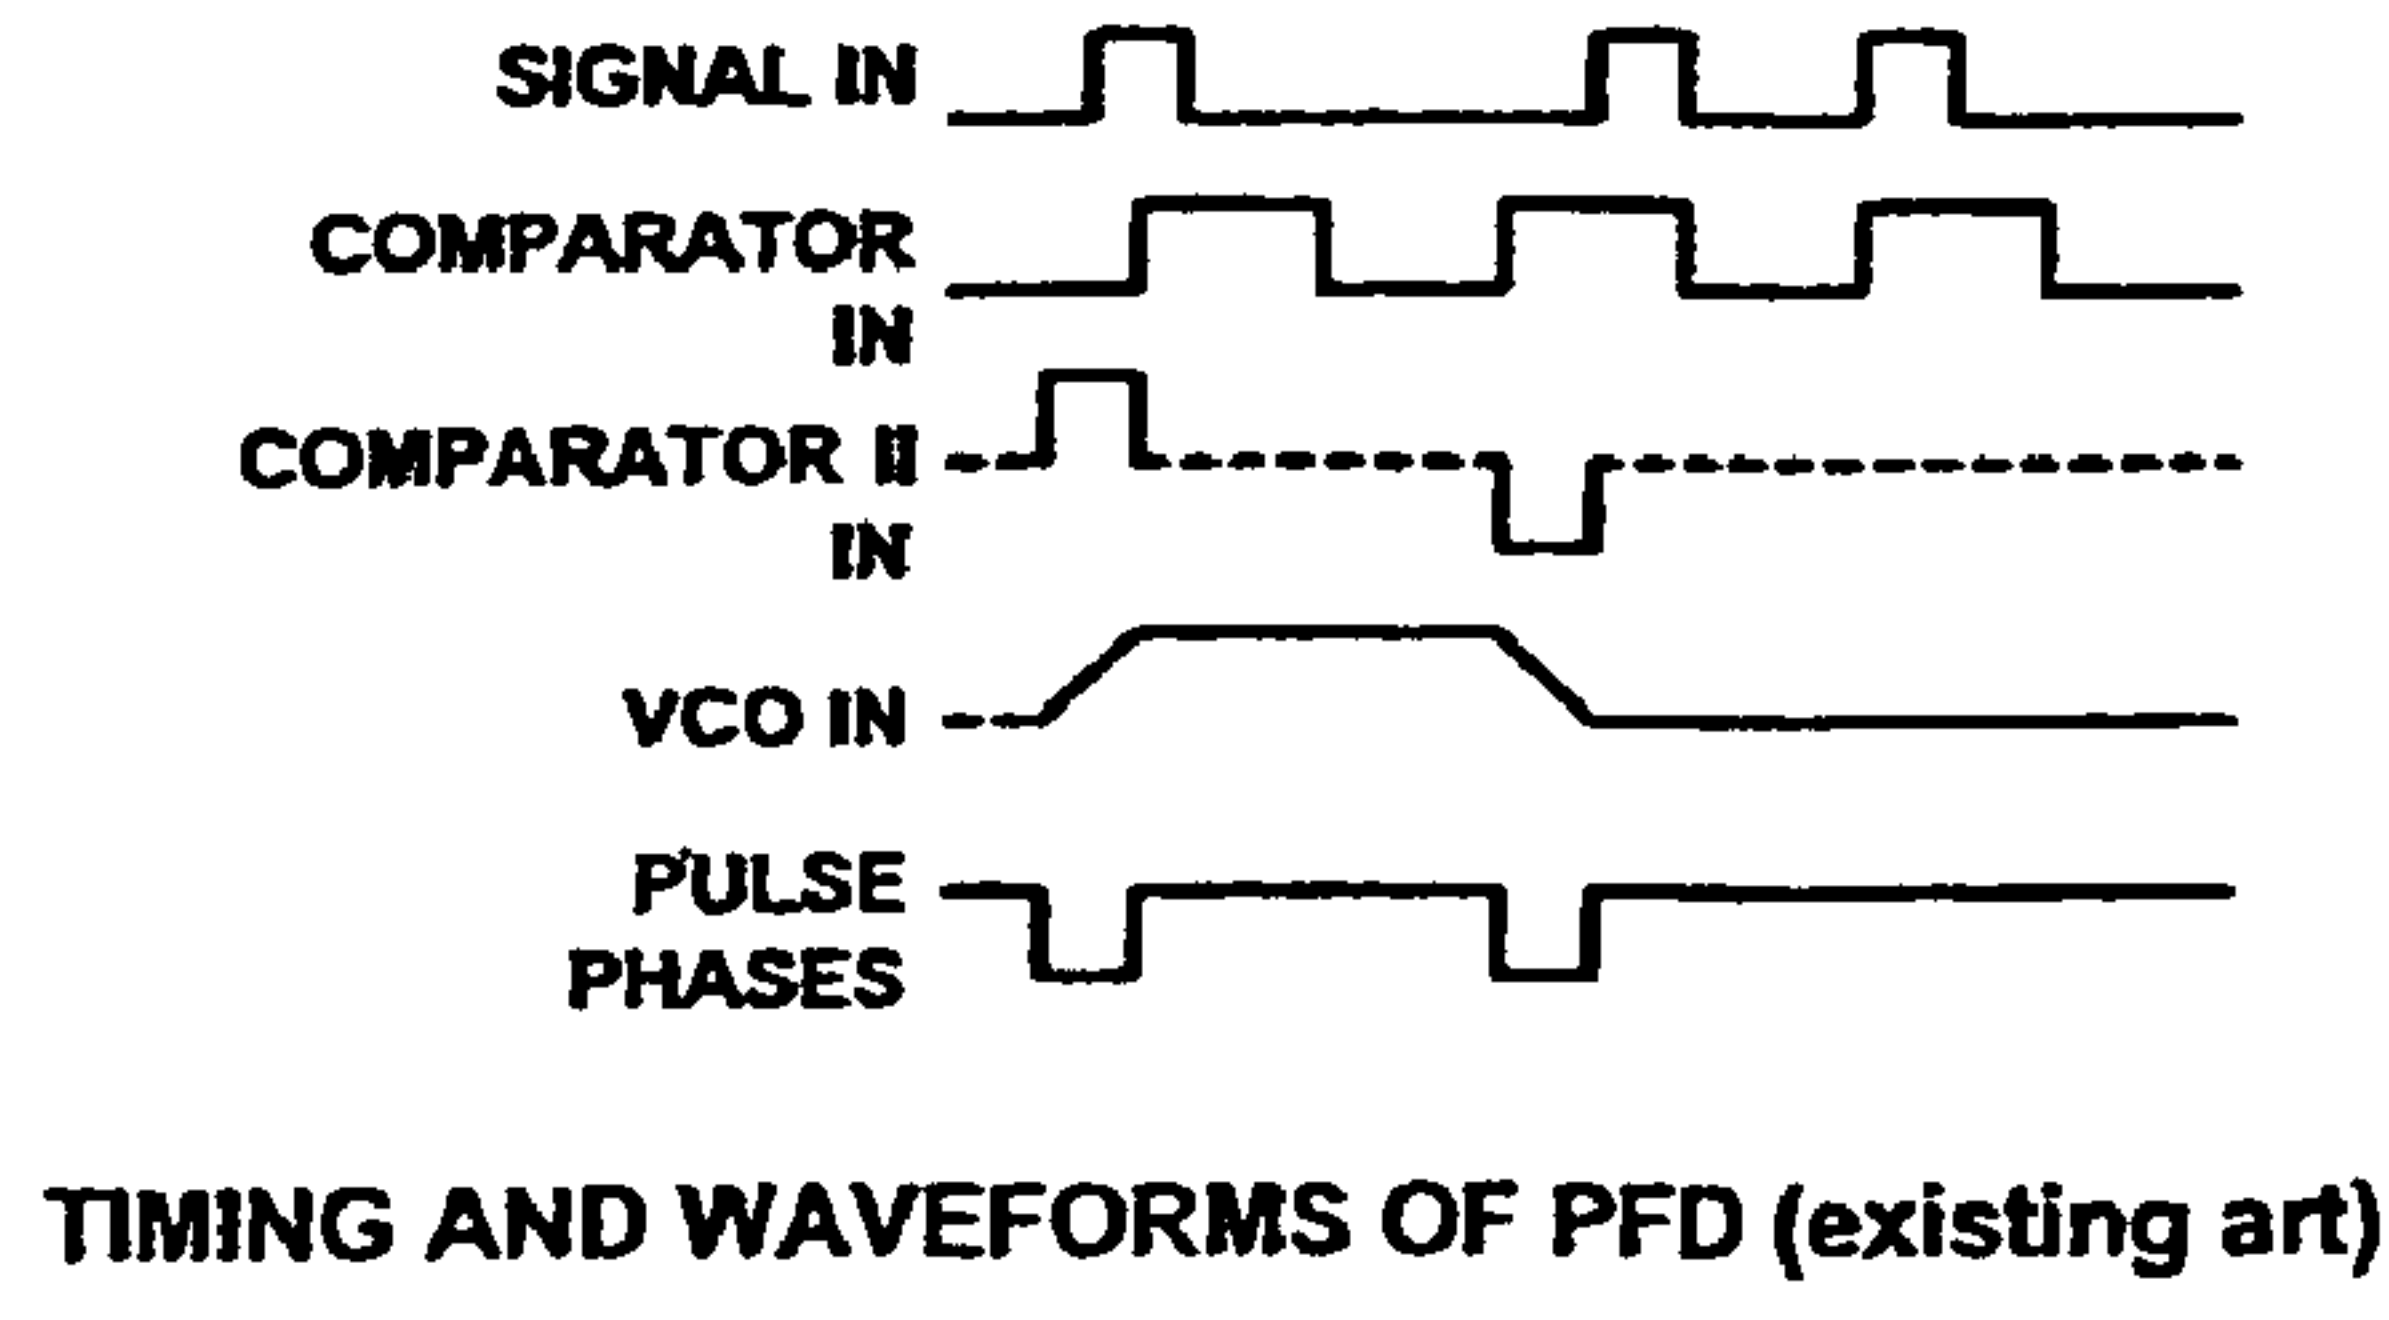 SIGNAL IN
COMPARATOR
IN
COMPARATOR II
IN
VCO IN
PULSE
PHASES
TIMING AND WAVEFORMS OF PFD (existing art)